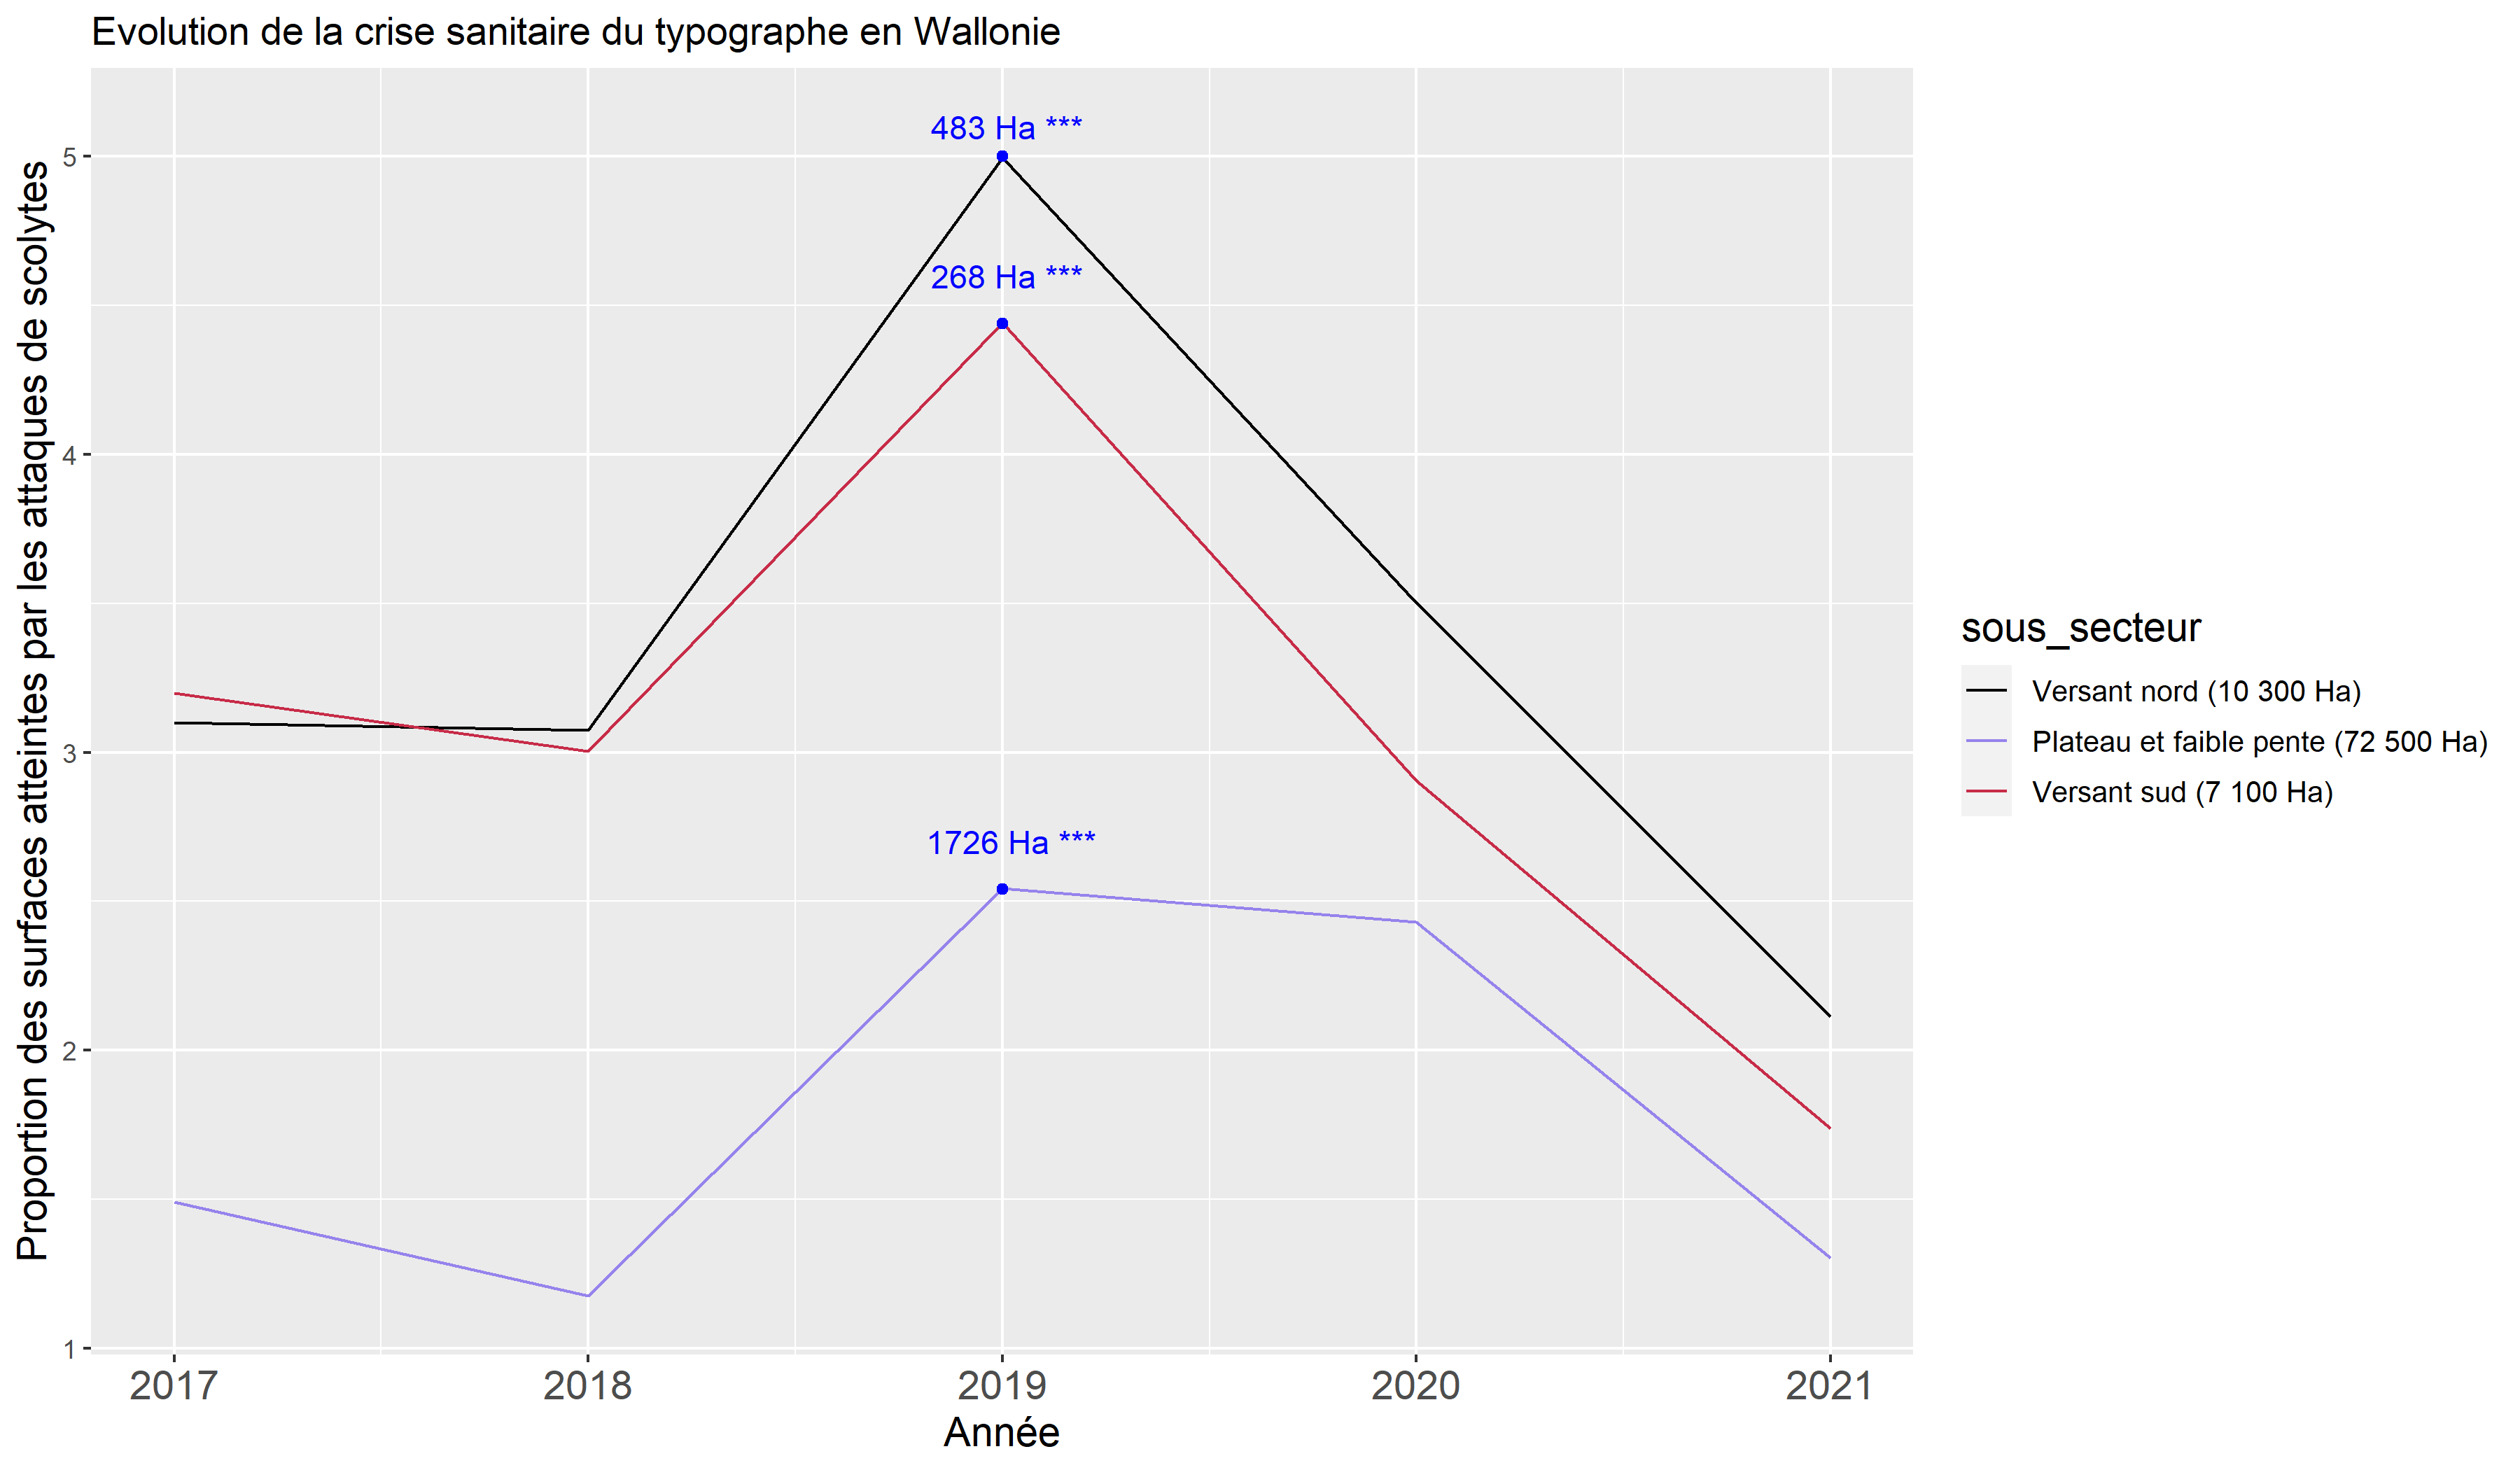 Evolution de la crise sanitaire du typographe en Wallonie
Proportion des surfaces atteintes par les attaques de scolytes
5
4
3
2
1
483 Ha ***
268 Ha ***
1726 Ha ***
2017
2018
2019
2020
2021
Année
sous_secteur
Versant nord (10 300 Ha)
Plateau et faible pente (72 500 Ha)
Versant sud (7 100 Ha)